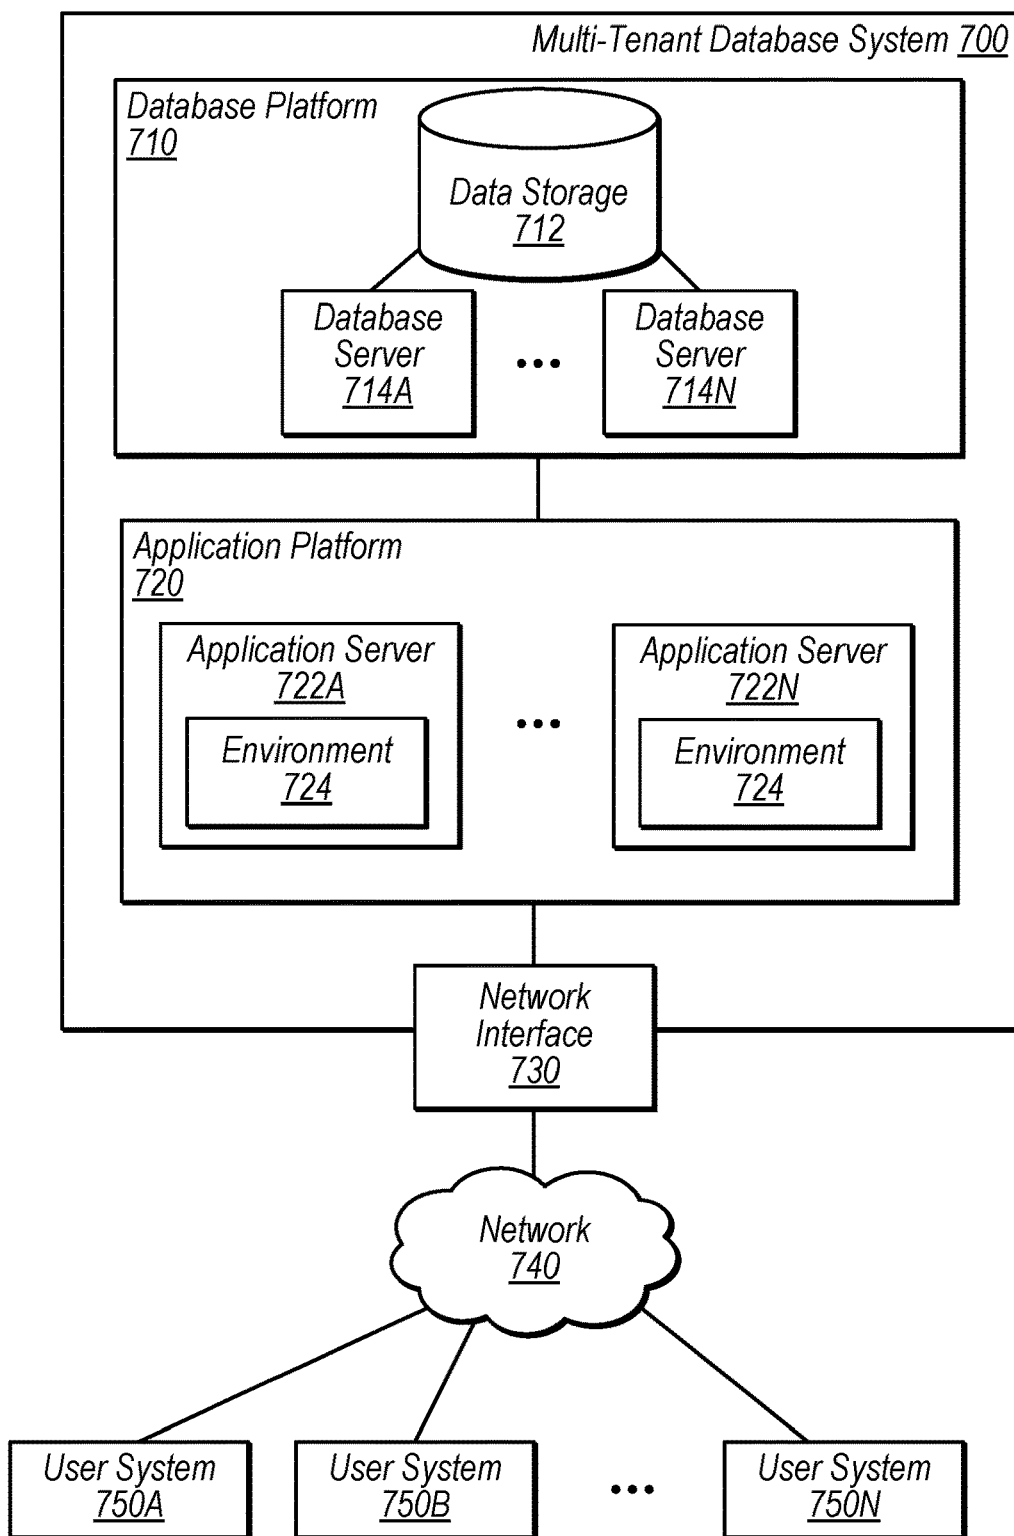 Multi-Tenant Database System 700
Database Platform
710
Data Storage
712
Database
Server
714A
...
Database
Server
714N
Application Platform
720
Application Server
722A
Environment
724
...
Application Server
722N
Environment
724
Network
Interface
730
Network
740
User System
750A
User System
750B
...
User System
750N